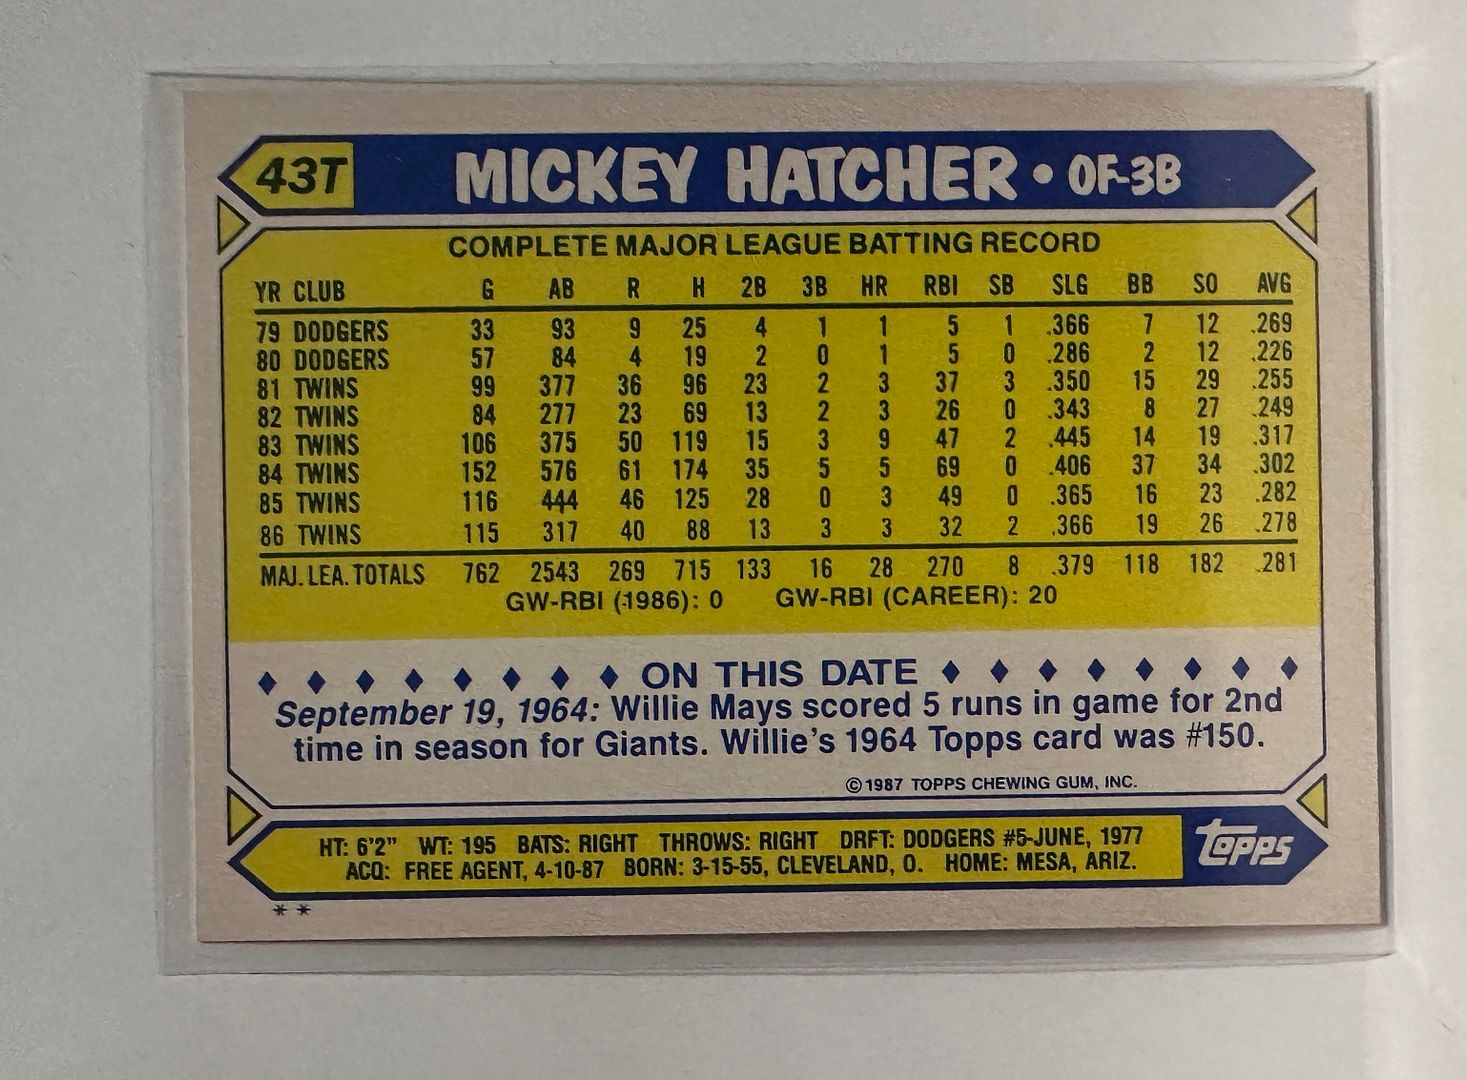 43T MICKEY HATCHER • OF-3B
COMPLETE MAJOR LEAGUE BATTING RECORD
YR CLUB G AB R H 2B 3B HR RBI SB SLG BB SO AVG
79 DODGERS 33 93 9 25 4 1 1 5 1 .366 7 12 .269
80 DODGERS 57 84 4 19 2 0 1 5 0 .286 2 12 .226
81 TWINS 99 377 36 96 23 2 3 37 3 .350 15 29 .255
82 TWINS 84 277 23 69 13 2 3 26 0 .343 8 27 .249
83 TWINS 106 375 50 119 15 3 9 47 2 .445 14 19 .317
84 TWINS 152 576 61 174 35 5 5 69 0 .406 37 34 .302
85 TWINS 116 444 46 125 28 0 3 49 0 .365 16 23 .282
86 TWINS 115 317 40 88 13 3 3 32 2 .366 19 26 .278
MAJ. LEA. TOTALS 762 2543 269 715 133 16 28 270 8 .379 118 182 .281
GW-RBI (1986): 0 GW-RBI (CAREER): 20
♦ ♦ ♦ ♦ ♦ ♦ ♦ ♦ ON THIS DATE ♦ ♦ ♦ ♦ ♦ ♦ ♦ ♦
September 19, 1964: Willie Mays scored 5 runs in game for 2nd
time in season for Giants. Willie's 1964 Topps card was #150.
© 1987 TOPPS CHEWING GUM, INC.
HT: 6'2" WT: 195 BATS: RIGHT THROWS: RIGHT DRFT: DODGERS #5-JUNE, 1977
ACQ: FREE AGENT, 4-10-87 BORN: 3-15-55, CLEVELAND, O. HOME: MESA, ARIZ.
topps
* *